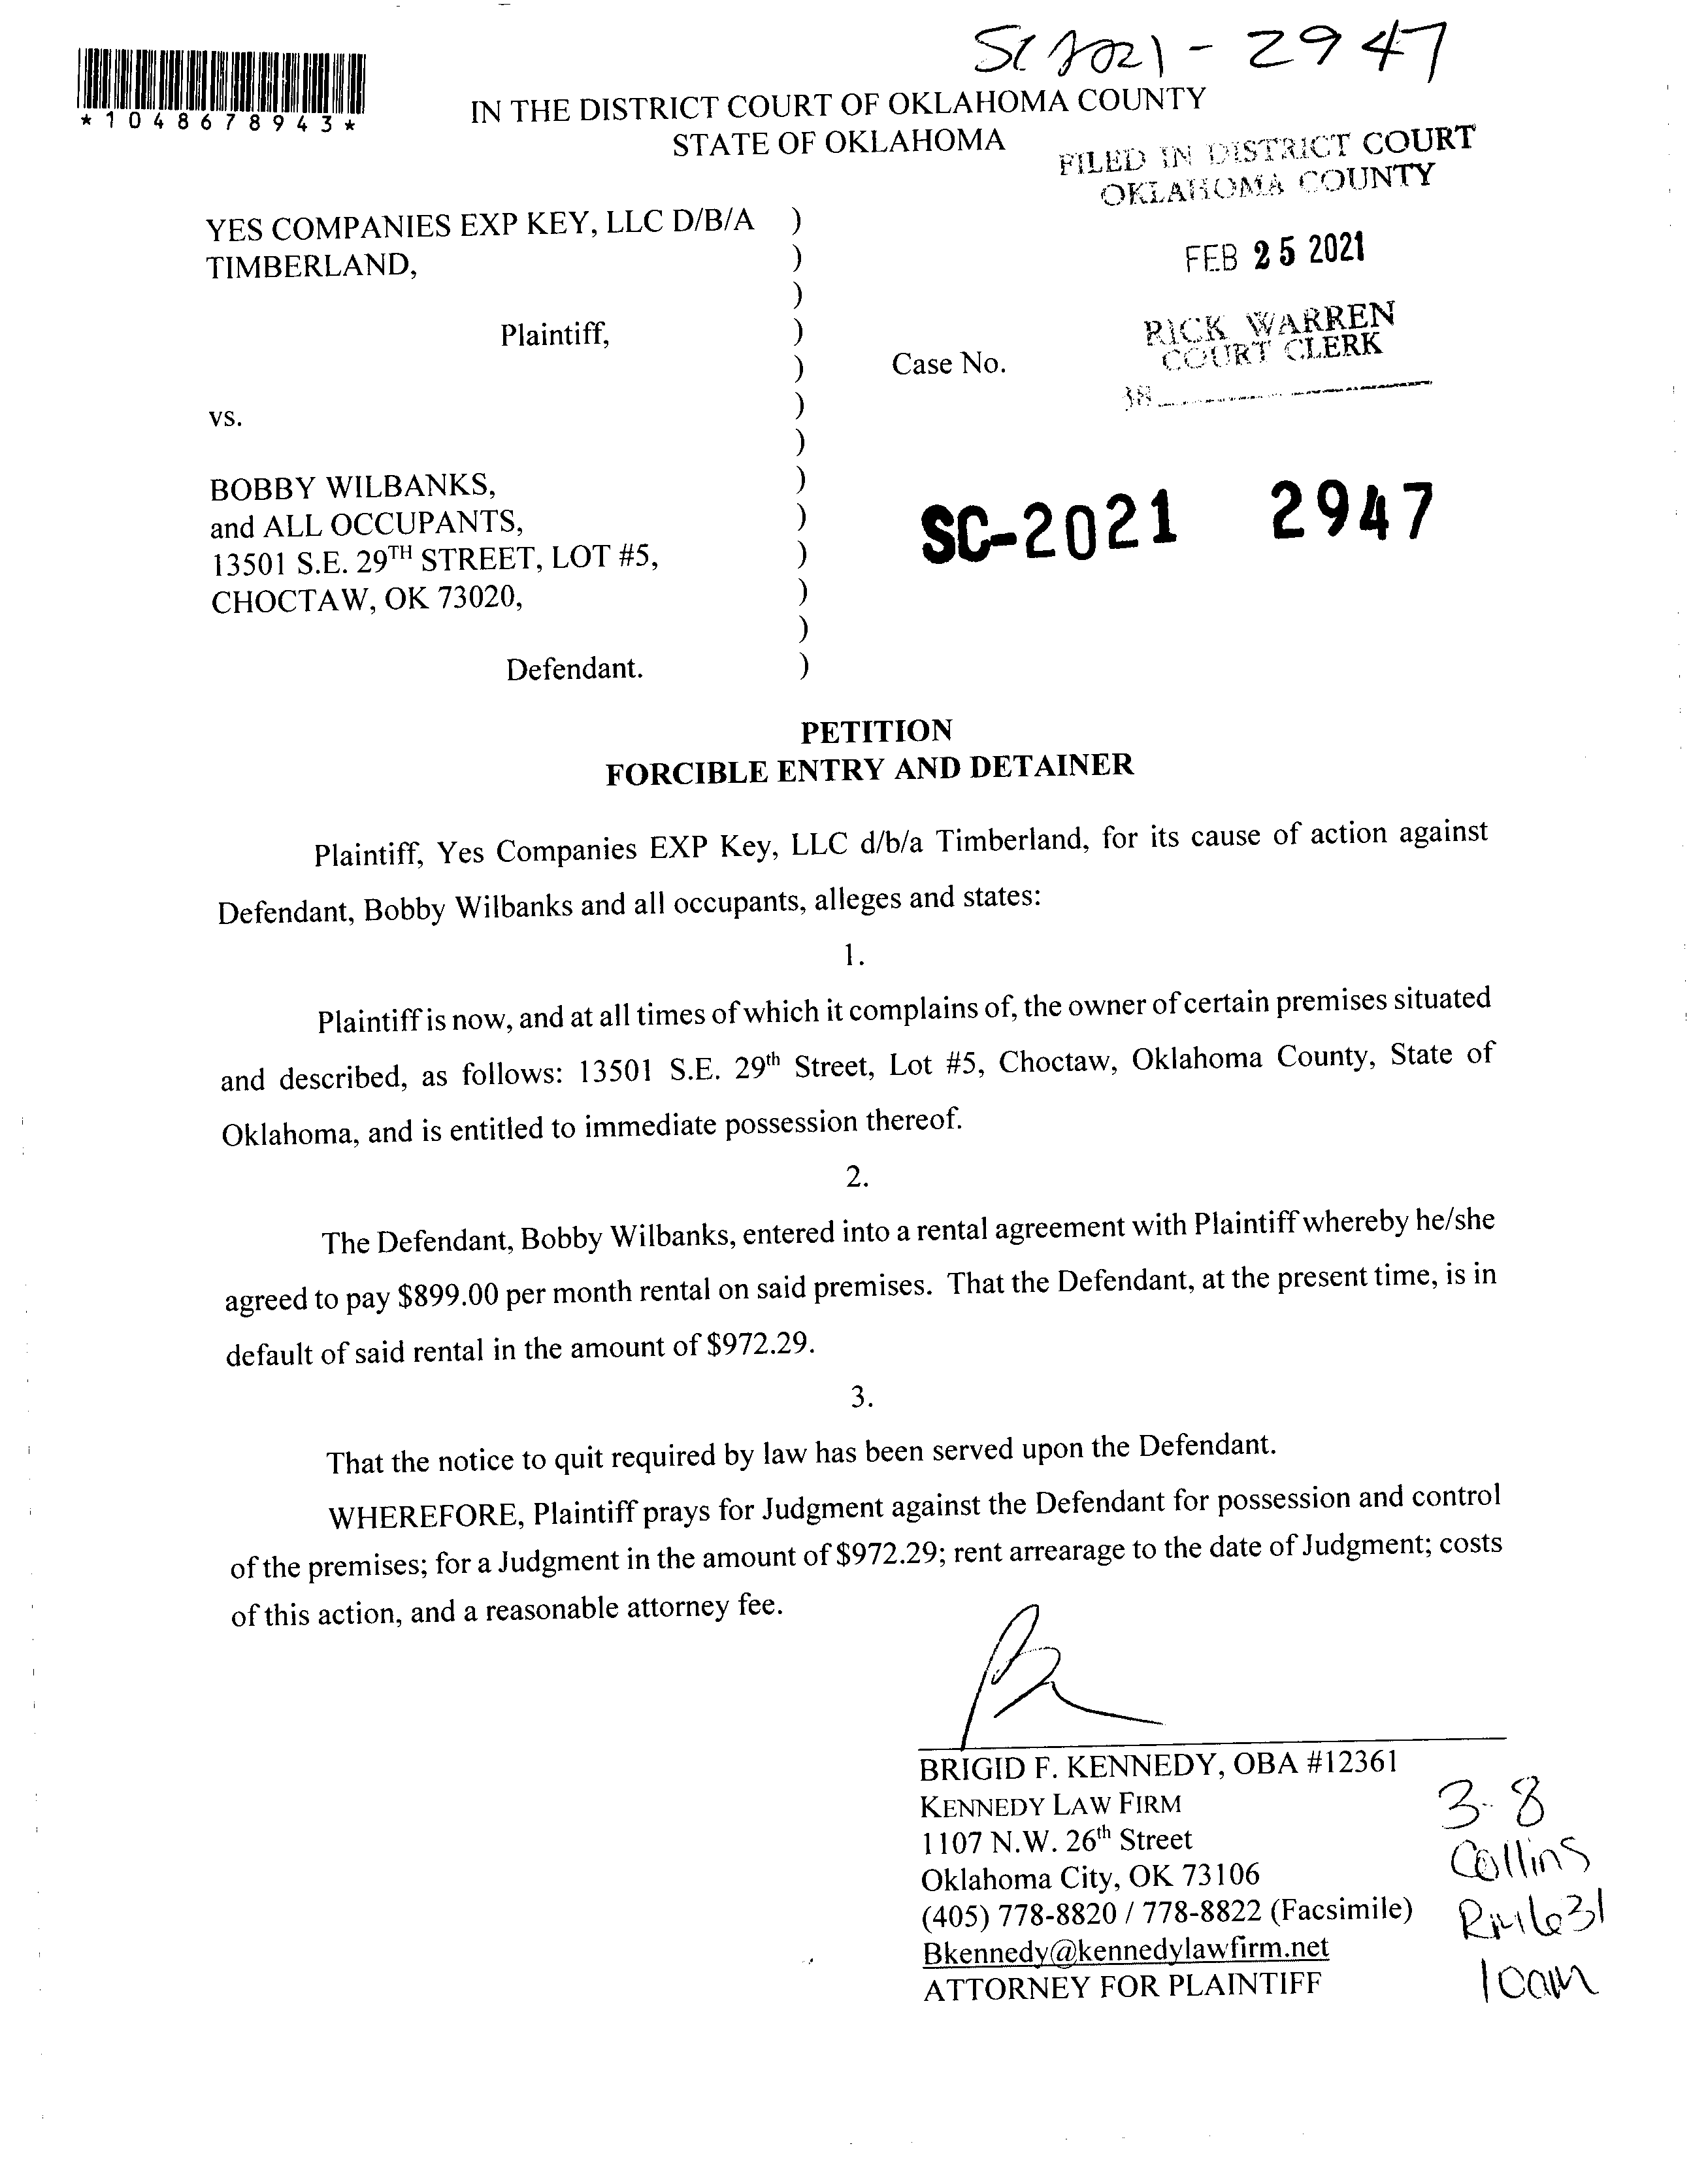 SC 2021 - 2947
*1048678943*
IN THE DISTRICT COURT OF OKLAHOMA COUNTY
STATE OF OKLAHOMA
FILED IN DISTRICT COURT
OKLAHOMA COUNTY
FEB 25 2021
RICK WARREN
COURT CLERK
38
YES COMPANIES EXP KEY, LLC D/B/A )
TIMBERLAND, )
)
Plaintiff, )
) Case No.
vs. )
)
BOBBY WILBANKS, )
and ALL OCCUPANTS, )
13501 S.E. 29TH STREET, LOT #5, )
CHOCTAW, OK 73020, )
)
Defendant. )
SC-2021 2947
PETITION
FORCIBLE ENTRY AND DETAINER
Plaintiff, Yes Companies EXP Key, LLC d/b/a Timberland, for its cause of action against
Defendant, Bobby Wilbanks and all occupants, alleges and states:
1.
Plaintiff is now, and at all times of which it complains of, the owner of certain premises situated
and described, as follows: 13501 S.E. 29th Street, Lot #5, Choctaw, Oklahoma County, State of
Oklahoma, and is entitled to immediate possession thereof.
2.
The Defendant, Bobby Wilbanks, entered into a rental agreement with Plaintiff whereby he/she
agreed to pay $899.00 per month rental on said premises. That the Defendant, at the present time, is in
default of said rental in the amount of $972.29.
3.
That the notice to quit required by law has been served upon the Defendant.
WHEREFORE, Plaintiff prays for Judgment against the Defendant for possession and control
of the premises; for a Judgment in the amount of $972.29; rent arrearage to the date of Judgment; costs
of this action, and a reasonable attorney fee.
BRIGID F. KENNEDY, OBA #12361
KENNEDY LAW FIRM
1107 N.W. 26th Street
Oklahoma City, OK 73106
(405) 778-8820 / 778-8822 (Facsimile)
Bkennedy@kennedylawfirm.net
ATTORNEY FOR PLAINTIFF
3-8
Collins
Rm 631
10am